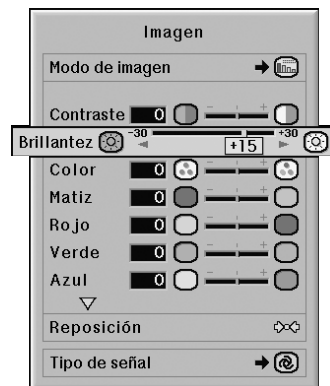 Imagen
Modo de imagen
Contraste 0 - +
Brillantez -30 +15 +30
Color 0 - +
Matiz 0 - +
Rojo 0 - +
Verde 0 - +
Azul 0 - +
Reposición
Tipo de señal